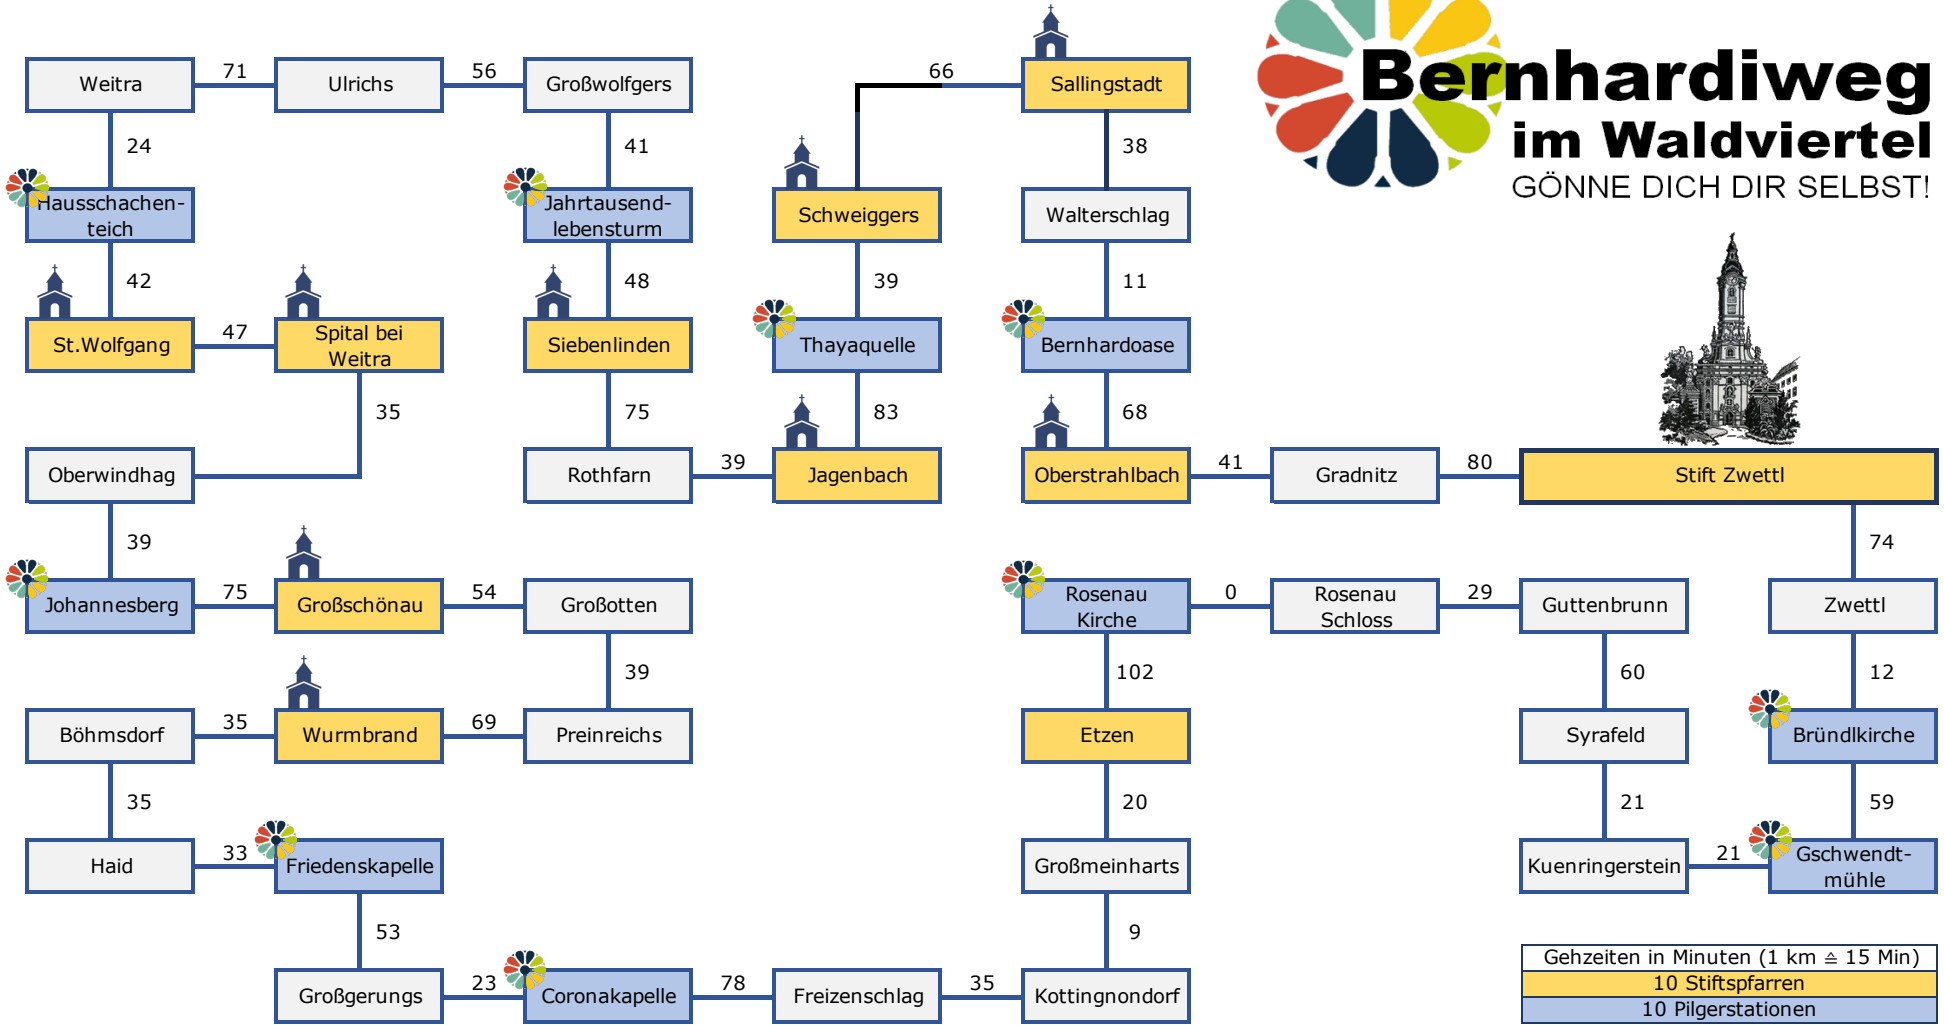 Bernhardiweg
im Waldviertel
GÖNNE DICH DIR SELBST!
Weitra
71
Ulrichs
56
Großwolfgers
66
Sallingstadt
24
41
38
Hausschachen-
teich
Jahrtausend-
lebensturm
Schweiggers
Walterschlag
42
48
39
11
St.Wolfgang
47
Spital bei
Weitra
Siebenlinden
Thayaquelle
Bernhardoase
35
75
83
68
Oberwindhag
Rothfarn
39
Jagenbach
Oberstrahlbach
41
Gradnitz
80
Stift Zwettl
39
74
Johannesberg
75
Großschönau
54
Großotten
Rosenau
Kirche
0
Rosenau
Schloss
29
Guttenbrunn
Zwettl
39
102
60
12
Böhmsdorf
35
Wurmbrand
69
Preinreichs
Etzen
Syrafeld
Bründlkirche
35
20
21
59
Haid
33
Friedenskapelle
Großmeinharts
Kuenringerstein
21
Gschwendt-
mühle
53
9
Großgerungs
23
Coronakapelle
78
Freizenschlag
35
Kottingnondorf
Gehzeiten in Minuten (1 km ≙ 15 Min)
10 Stiftspfarren
10 Pilgerstationen